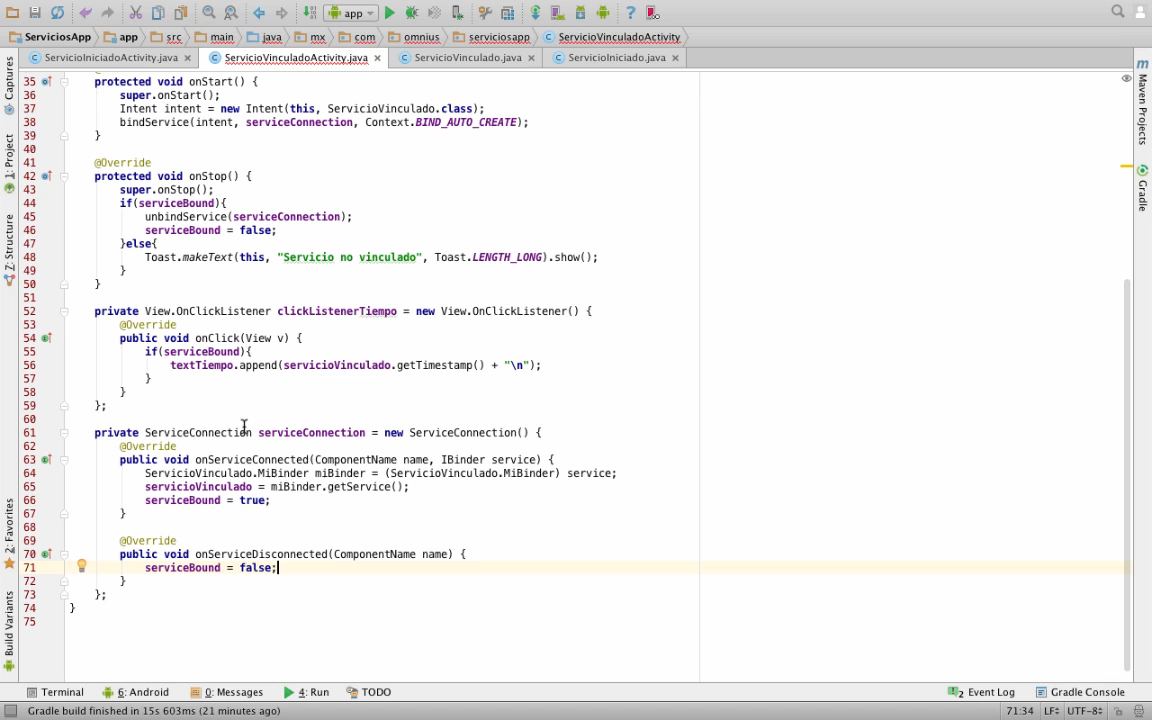 app
ServiciosApp app src main java mx com omnius serviciosapp ServicioVinculadoActivity
ServicioIniciadoActivity.java ServicioVinculadoActivity.java ServicioVinculado.java ServicioIniciado.java
35 protected void onStart() {
36 super.onStart();
37 Intent intent = new Intent(this, ServicioVinculado.class);
38 bindService(intent, serviceConnection, Context.BIND_AUTO_CREATE);
39 }
40
41 @Override
42 protected void onStop() {
43 super.onStop();
44 if(serviceBound){
45 unbindService(serviceConnection);
46 serviceBound = false;
47 }else{
48 Toast.makeText(this, "Servicio no vinculado", Toast.LENGTH_LONG).show();
49 }
50 }
51
52 private View.OnClickListener clickListenerTiempo = new View.OnClickListener() {
53 @Override
54 public void onClick(View v) {
55 if(serviceBound){
56 textTiempo.append(servicioVinculado.getTimestamp() + "\n");
57 }
58 }
59 };
60
61 private ServiceConnection serviceConnection = new ServiceConnection() {
62 @Override
63 public void onServiceConnected(ComponentName name, IBinder service) {
64 ServicioVinculado.MiBinder miBinder = (ServicioVinculado.MiBinder) service;
65 servicioVinculado = miBinder.getService();
66 serviceBound = true;
67 }
68
69 @Override
70 public void onServiceDisconnected(ComponentName name) {
71 serviceBound = false;
72 }
73 };
74 }
75
Captures
1: Project
7: Structure
2: Favorites
Build Variants
Maven Projects
Gradle
Terminal 6: Android 0: Messages 4: Run TODO 2 Event Log Gradle Console
Gradle build finished in 15s 603ms (21 minutes ago) 71:34 LF÷ UTF-8÷